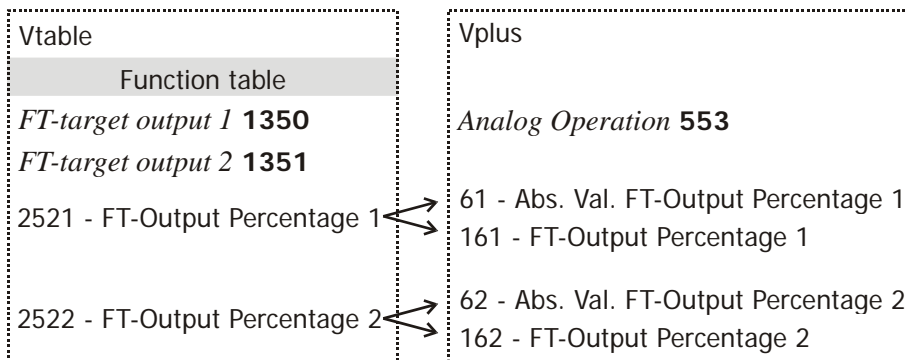 Vtable
Function table
FT-target output 1 1350
FT-target output 2 1351
2521 - FT-Output Percentage 1
2522 - FT-Output Percentage 2
Vplus
Analog Operation 553
61 - Abs. Val. FT-Output Percentage 1
161 - FT-Output Percentage 1
62 - Abs. Val. FT-Output Percentage 2
162 - FT-Output Percentage 2